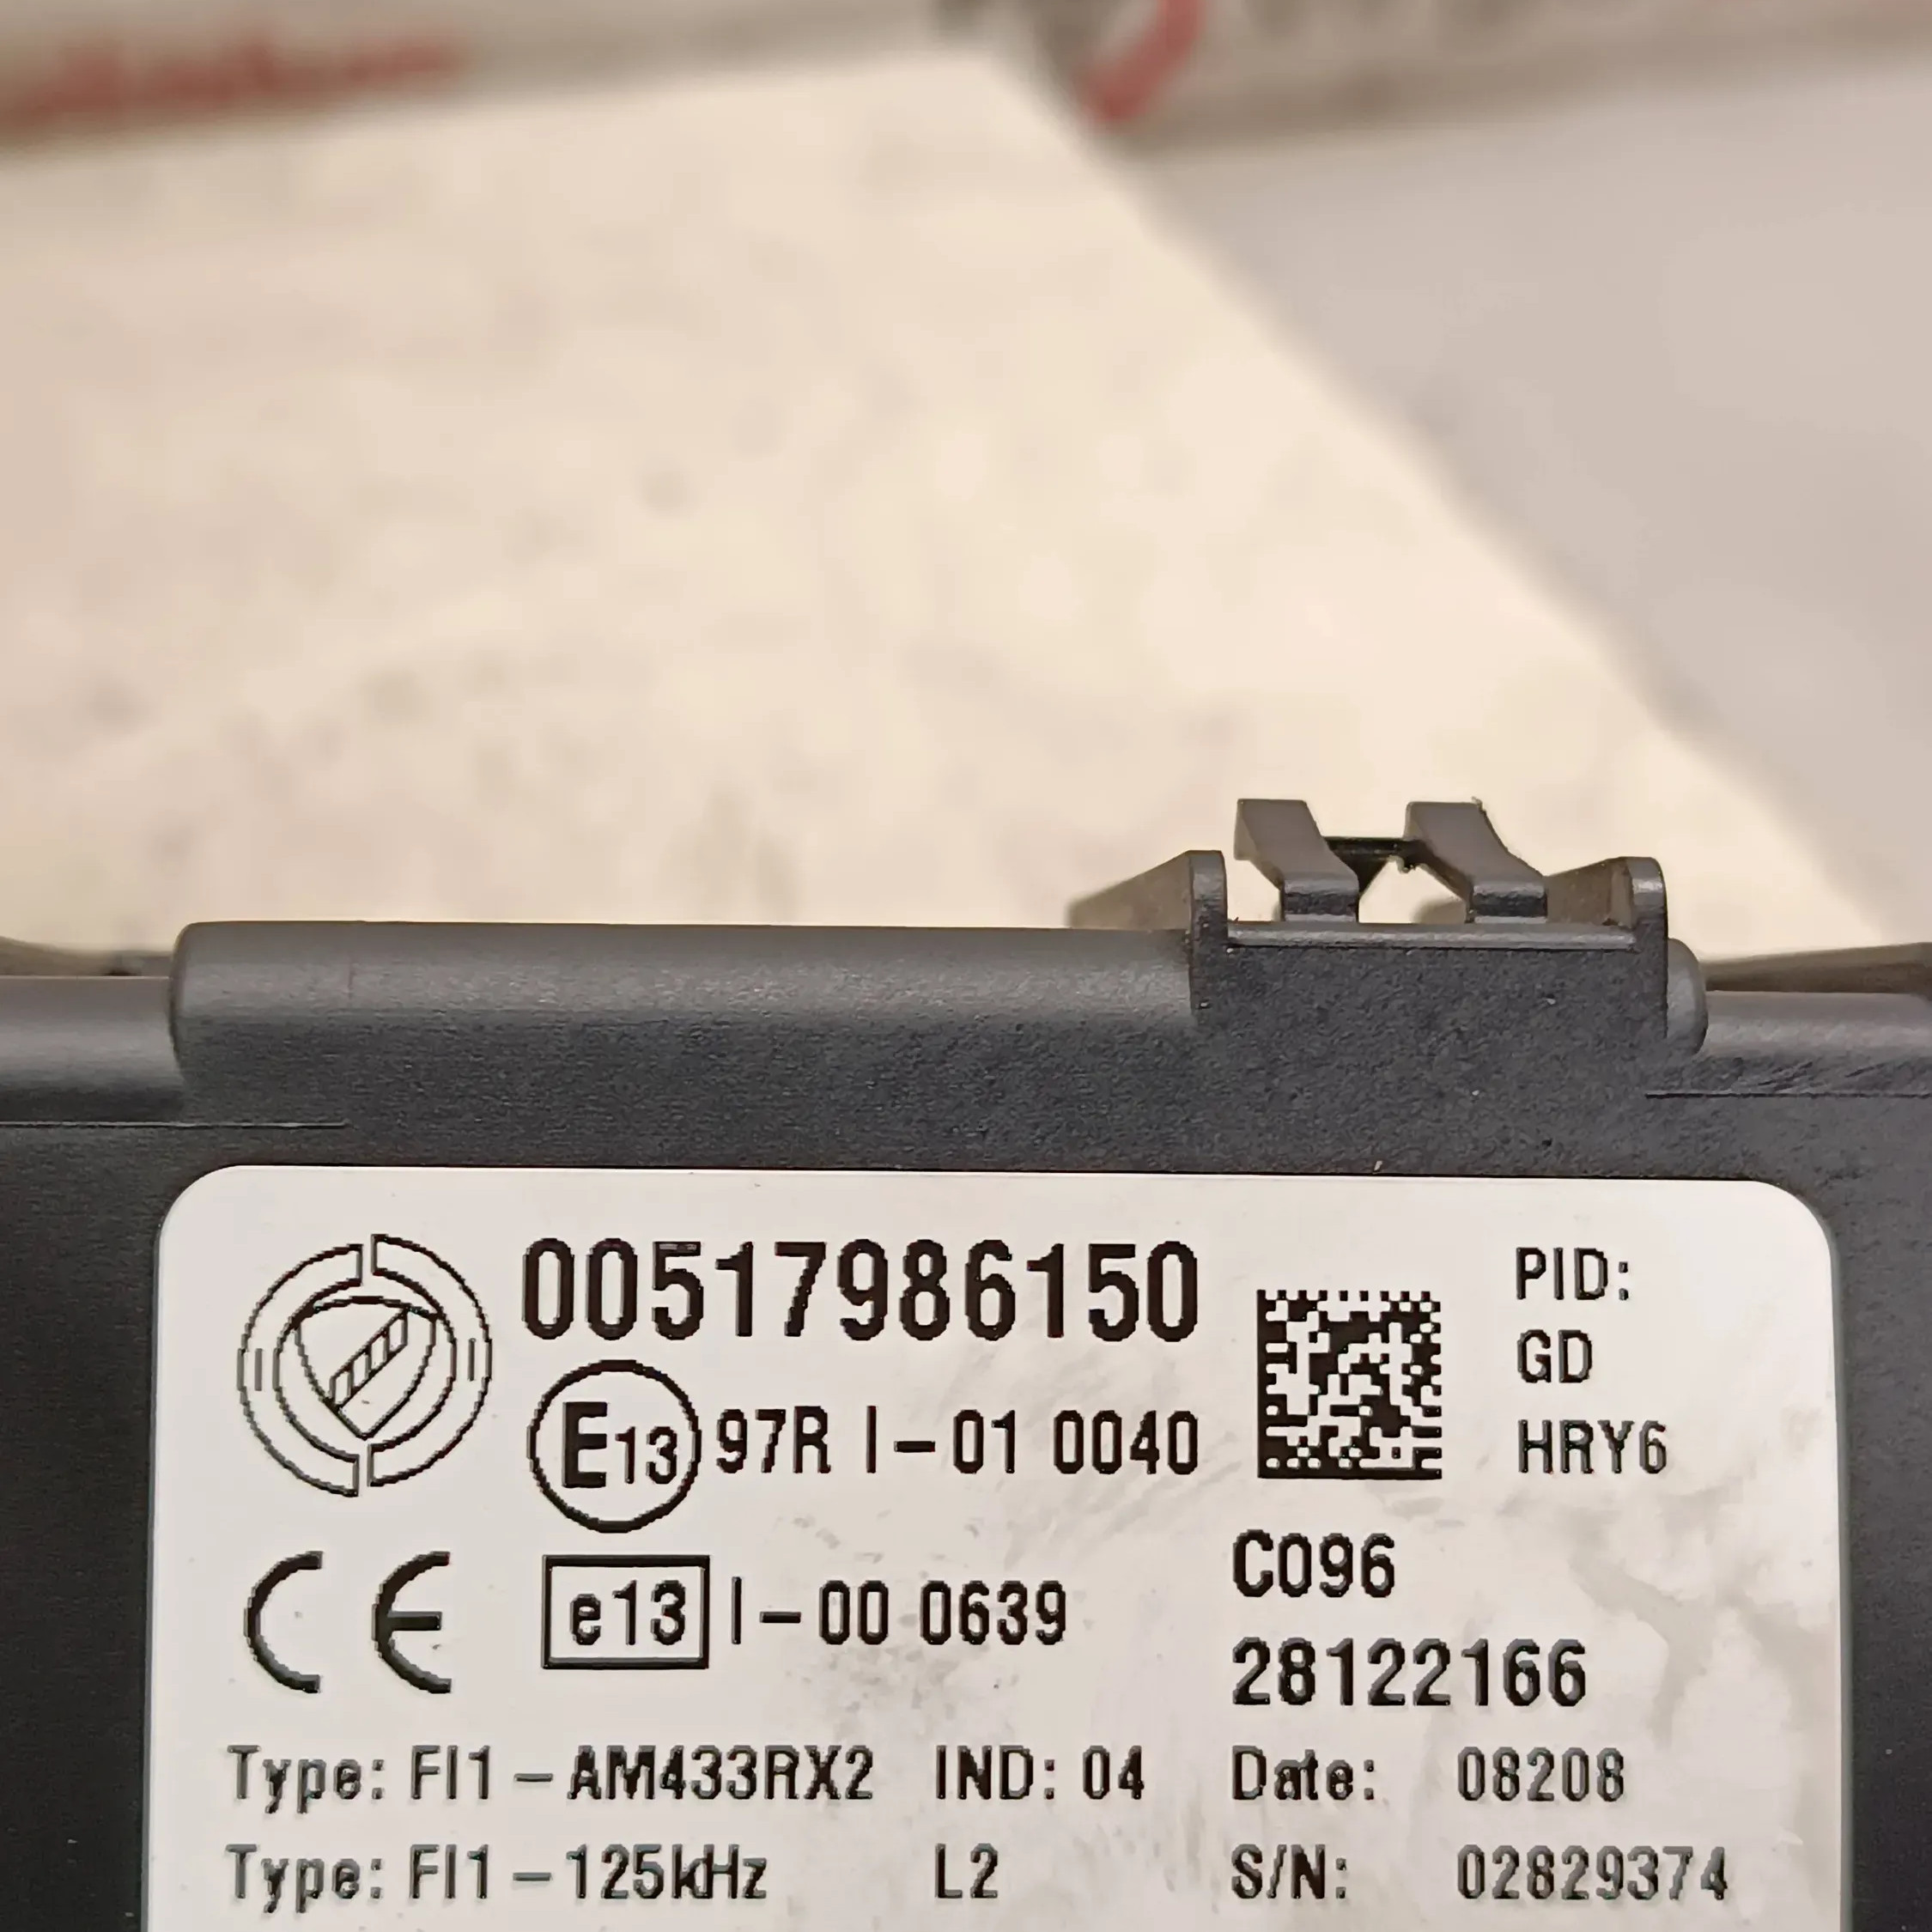 00517986150
E13 97R I-01 0040
PID:
GD
HRY6
CE e13 I-00 0639
C096
28122166
Type: FI1-AM433RX2 IND: 04 Date: 08208
Type: FI1-125kHz L2 S/N: 02829374